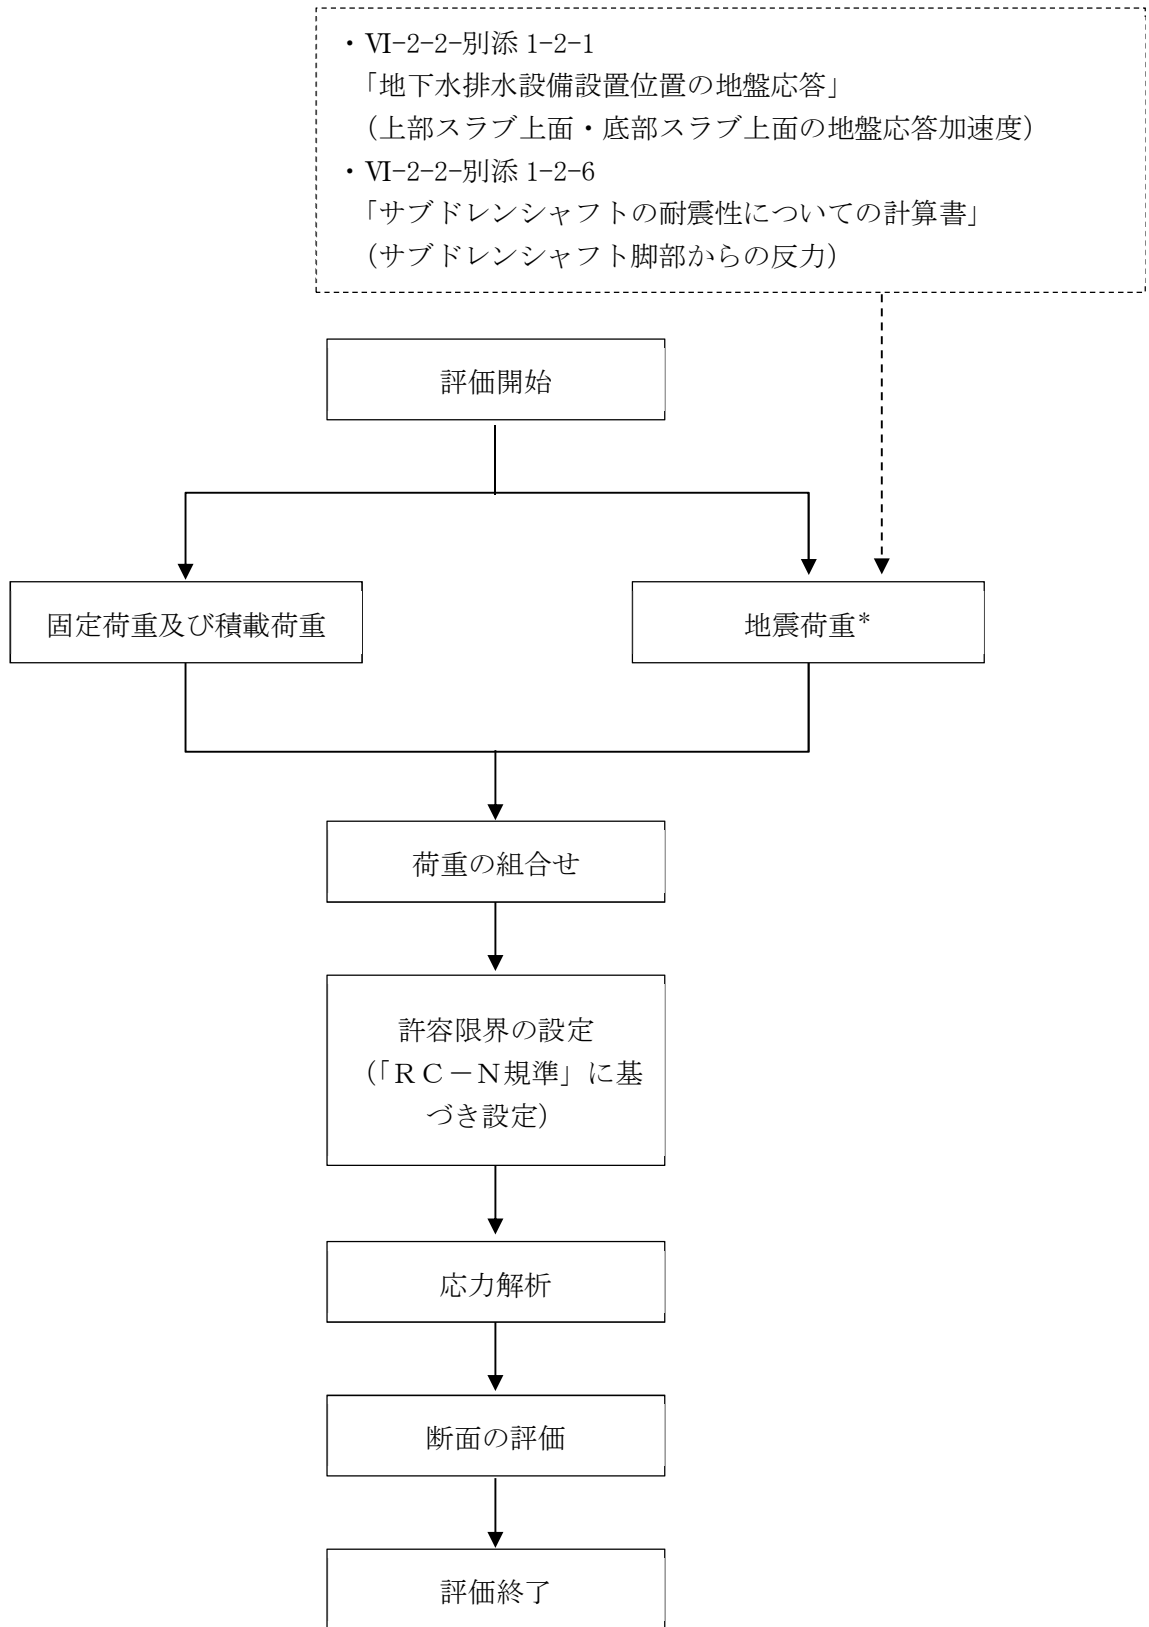 ・Ⅵ-2-2-別添 1-2-1
「地下水排水設備設置位置の地盤応答」
（上部スラブ上面・底部スラブ上面の地盤応答加速度）
・Ⅵ-2-2-別添 1-2-6
「サブドレンシャフトの耐震性についての計算書」
（サブドレンシャフト脚部からの反力）
評価開始
固定荷重及び積載荷重
地震荷重*
荷重の組合せ
許容限界の設定
（「ＲＣ－Ｎ規準」に基
づき設定）
応力解析
断面の評価
評価終了